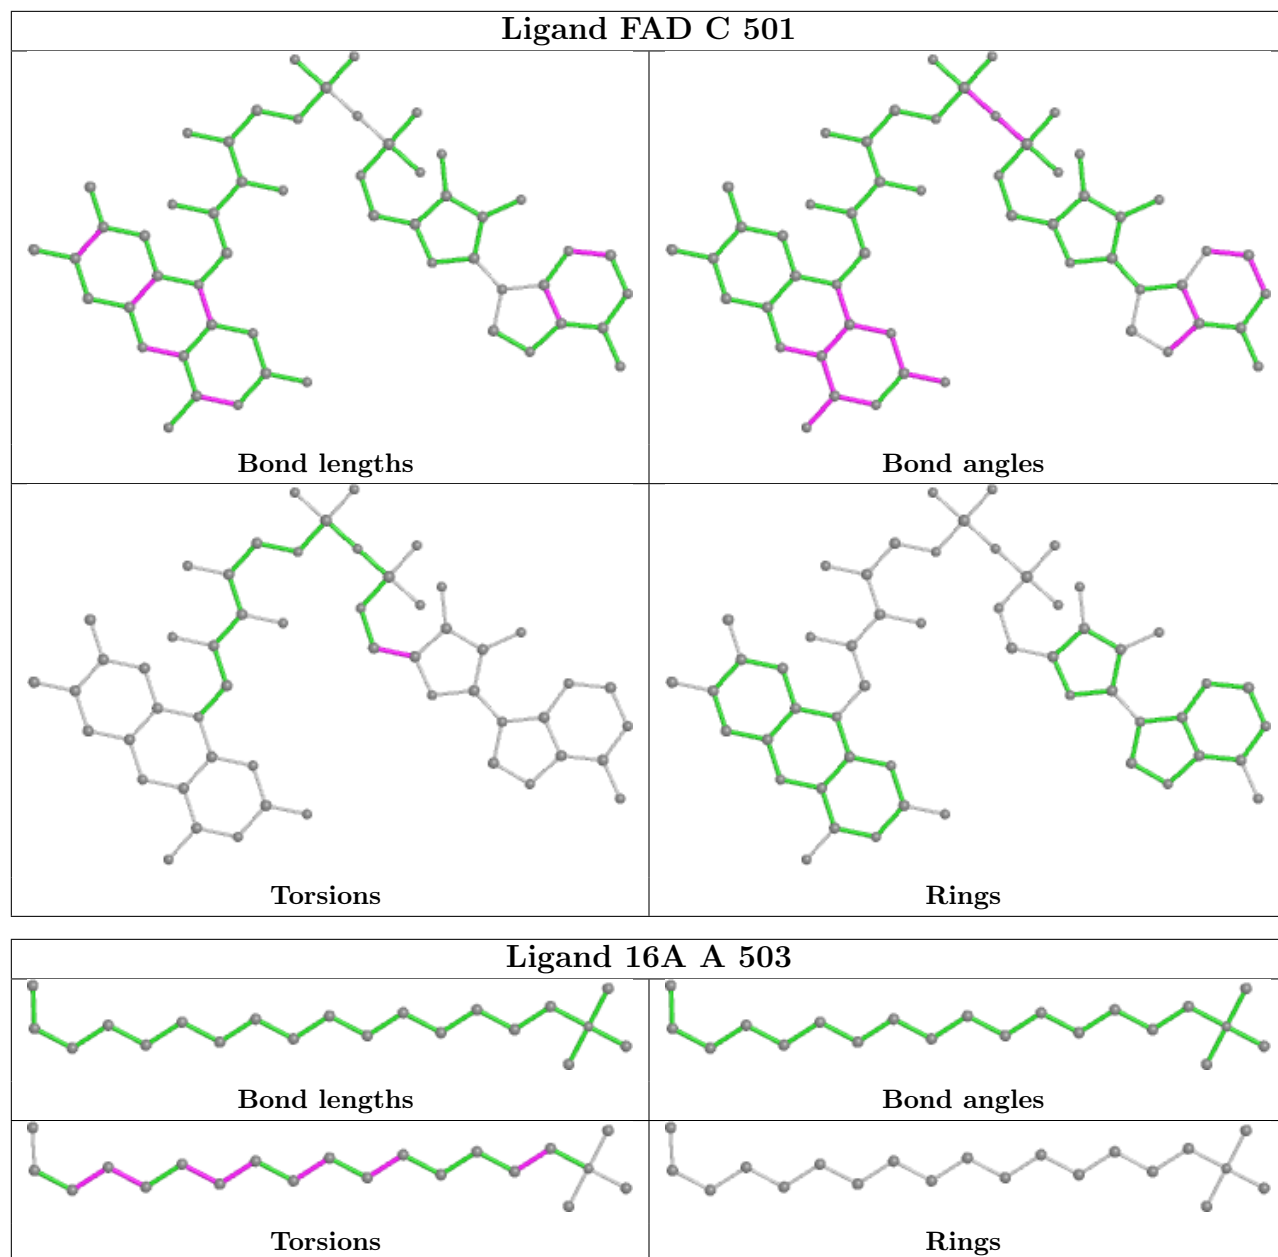 Ligand FAD C 501
Bond lengths
Bond angles
Torsions
Rings
Ligand 16A A 503
Bond lengths
Bond angles
Torsions
Rings